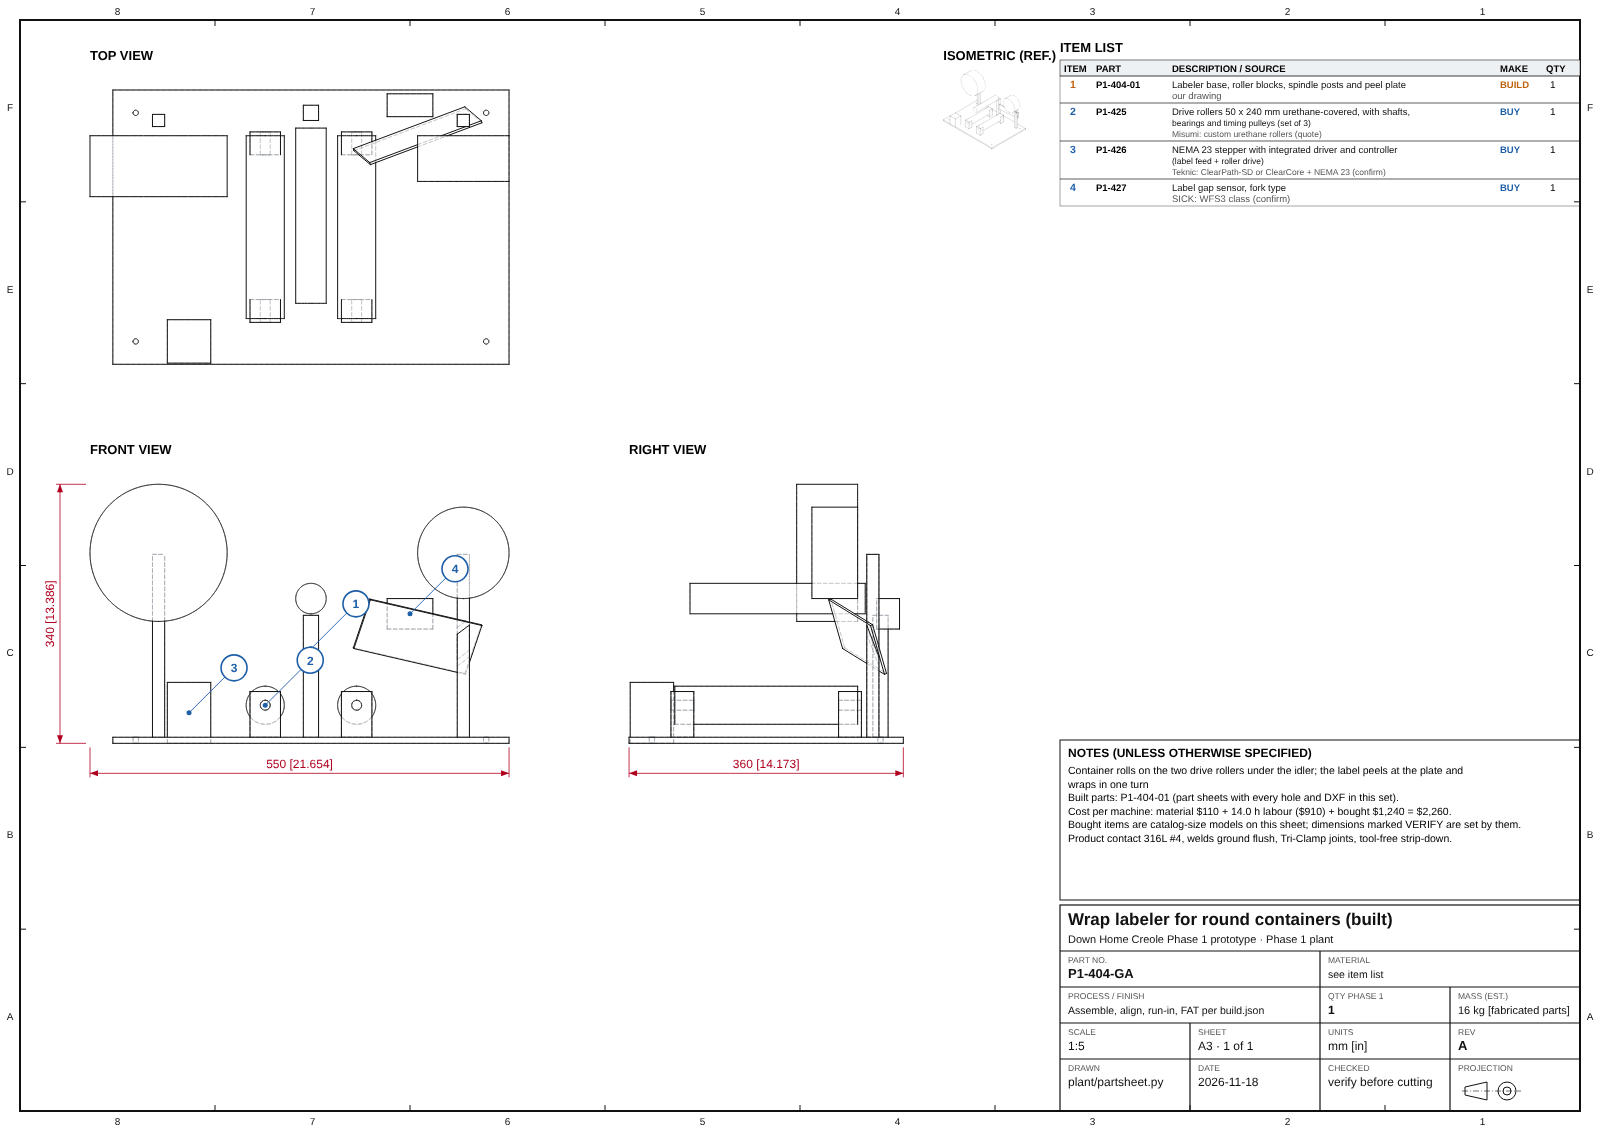 8 7 6 5 4 3 2 1
TOP VIEW
ISOMETRIC (REF.)
ITEM LIST
ITEM PART DESCRIPTION / SOURCE MAKE QTY
1 P1-404-01 Labeler base, roller blocks, spindle posts and peel plate BUILD 1
our drawing
2 P1-425 Drive rollers 50 x 240 mm urethane-covered, with shafts, BUY 1
bearings and timing pulleys (set of 3)
Misumi: custom urethane rollers (quote)
3 P1-426 NEMA 23 stepper with integrated driver and controller BUY 1
(label feed + roller drive)
Teknic: ClearPath-SD or ClearCore + NEMA 23 (confirm)
4 P1-427 Label gap sensor, fork type BUY 1
SICK: WFS3 class (confirm)
F F
E E
D D
C C
B B
A A
FRONT VIEW
RIGHT VIEW
340 [13.386]
4
1
2
3
550 [21.654]
360 [14.173]
NOTES (UNLESS OTHERWISE SPECIFIED)
Container rolls on the two drive rollers under the idler; the label peels at the plate and
wraps in one turn
Built parts: P1-404-01 (part sheets with every hole and DXF in this set).
Cost per machine: material $110 + 14.0 h labour ($910) + bought $1,240 = $2,260.
Bought items are catalog-size models on this sheet; dimensions marked VERIFY are set by them.
Product contact 316L #4, welds ground flush, Tri-Clamp joints, tool-free strip-down.
Wrap labeler for round containers (built)
Down Home Creole Phase 1 prototype · Phase 1 plant
PART NO. MATERIAL
P1-404-GA see item list
PROCESS / FINISH QTY PHASE 1 MASS (EST.)
Assemble, align, run-in, FAT per build.json 1 16 kg [fabricated parts]
SCALE SHEET UNITS REV
1:5 A3 · 1 of 1 mm [in] A
DRAWN DATE CHECKED PROJECTION
plant/partsheet.py 2026-11-18 verify before cutting
8 7 6 5 4 3 2 1